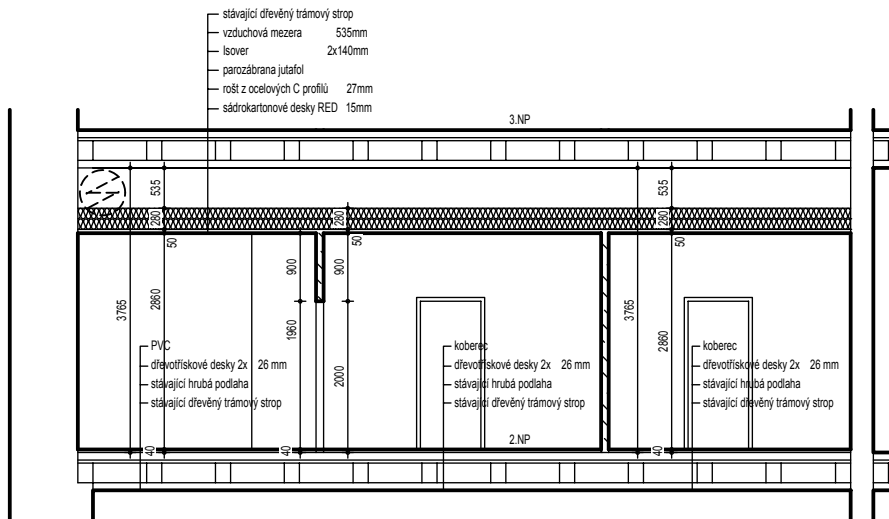 stávající dřevěný trámový strop
vzduchová mezera 535mm
Isover 2x140mm
parozábrana jutafol
rošt z ocelových C profilů 27mm
sádrokartonové desky RED 15mm
3.NP
535
280
50
3765
2860
900
1960
280
50
900
2000
535
280
50
3765
2860
PVC
dřevotřískové desky 2x 26 mm
stávající hrubá podlaha
stávající dřevěný trámový strop
koberec
dřevotřískové desky 2x 26 mm
stávající hrubá podlaha
stávající dřevěný trámový strop
koberec
dřevotřískové desky 2x 26 mm
stávající hrubá podlaha
stávající dřevěný trámový strop
2.NP
40
40
40